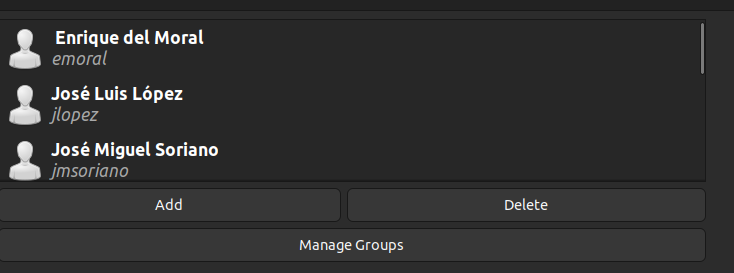 Enrique del Moral
emoral
José Luis López
jlopez
José Miguel Soriano
jmsoriano
Add Delete
Manage Groups